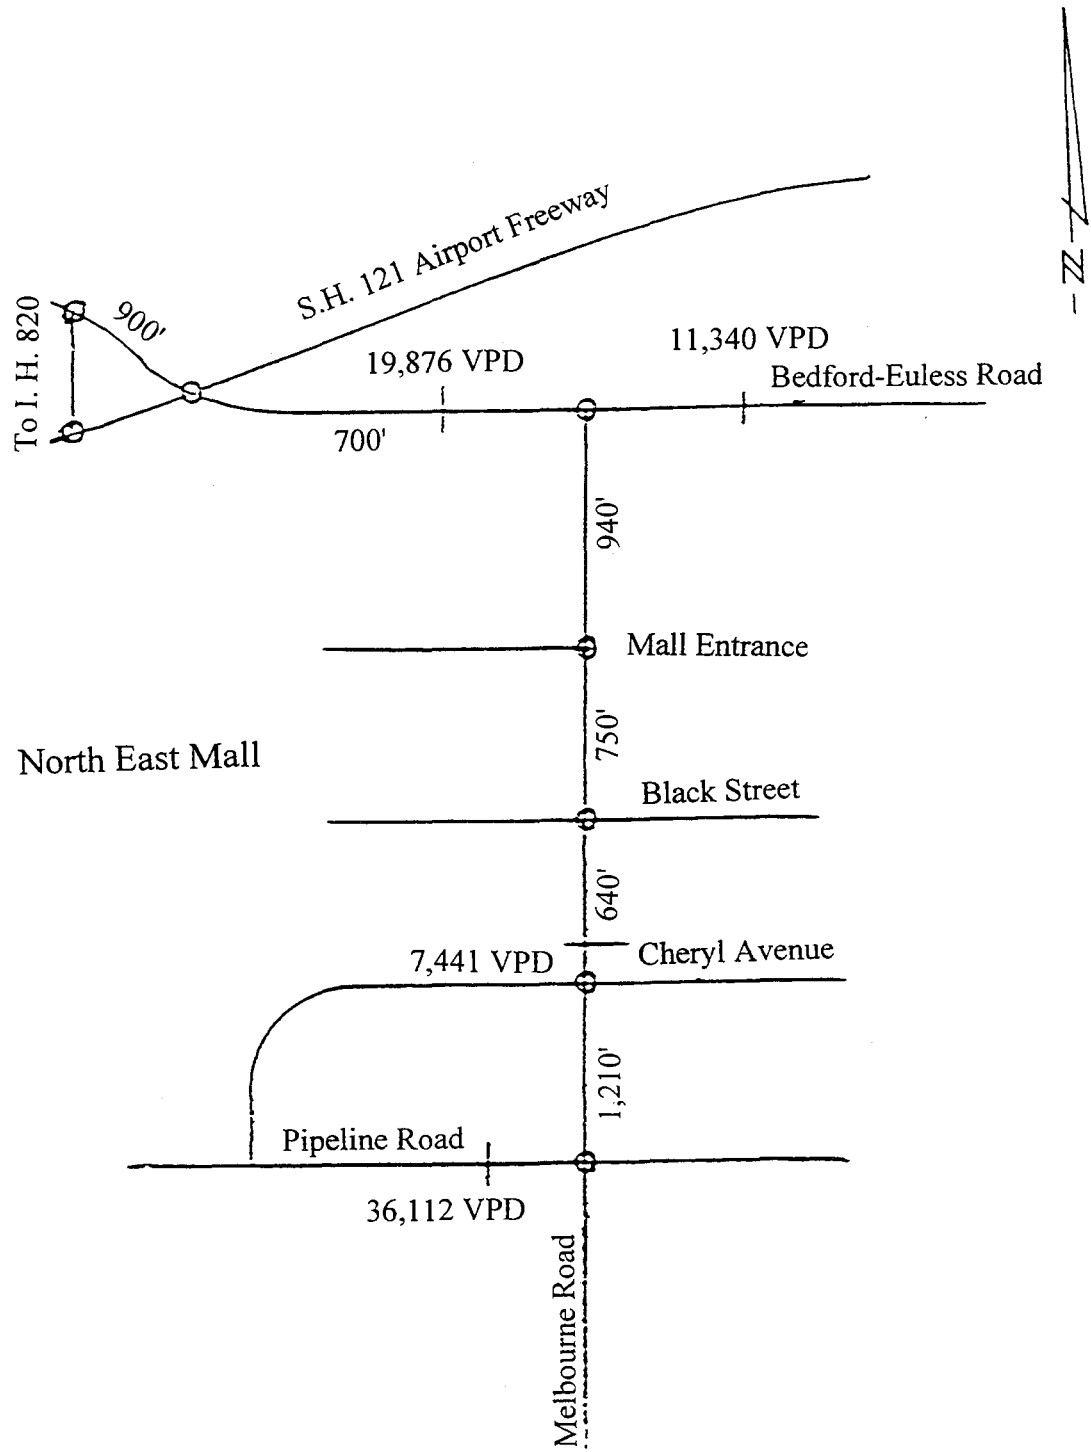 S.H. 121 Airport Freeway
To I. H. 820
900'
19,876 VPD
11,340 VPD
Bedford-Euless Road
700'
- N -
940'
Mall Entrance
750'
North East Mall
Black Street
640'
7,441 VPD
Cheryl Avenue
1,210'
Pipeline Road
36,112 VPD
Melbourne Road